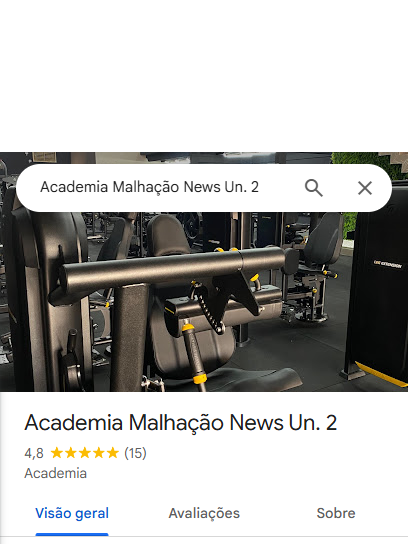 Academia Malhação News Un. 2
LEG EXTENSION
Academia Malhação News Un. 2
4,8 (15)
Academia
Visão geral Avaliações Sobre